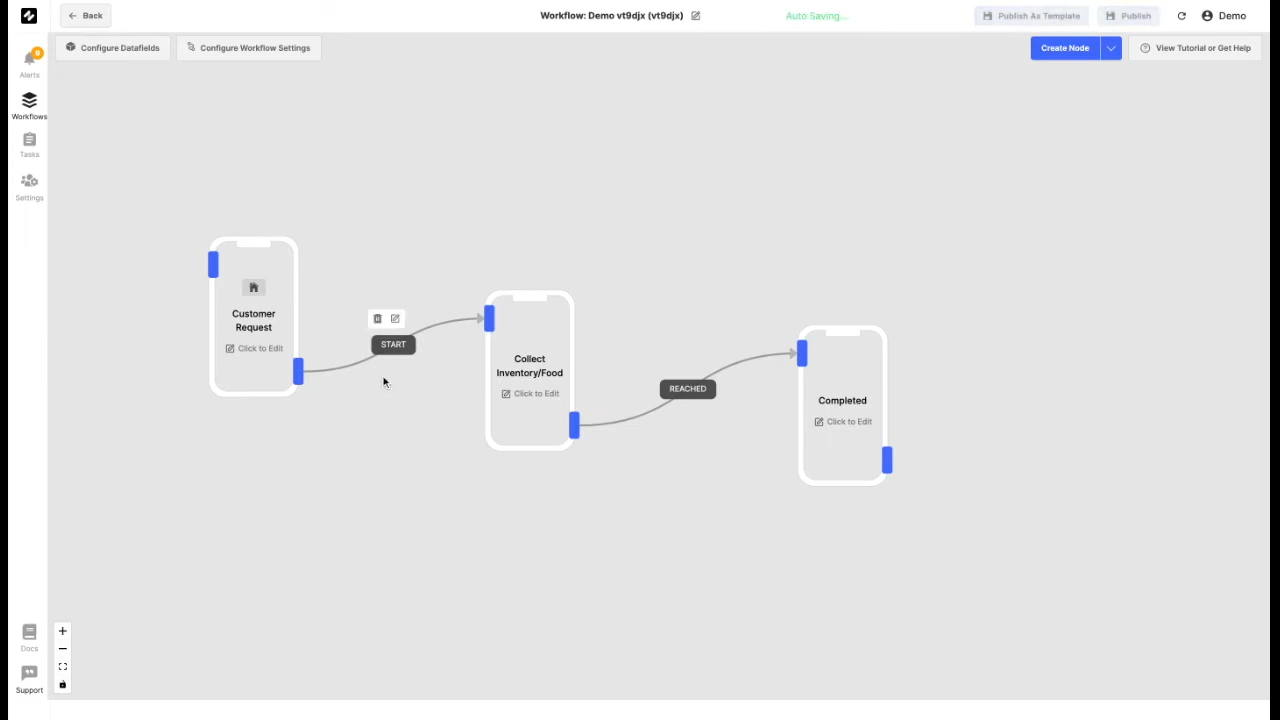 Back
Workflow: Demo vt9djx (vt9djx)
Auto Saving...
Publish As Template
Publish
Demo
Configure Datafields
Configure Workflow Settings
Create Node
View Tutorial or Get Help
Alerts
Workflows
Tasks
Settings
Customer
Request
Click to Edit
START
Collect
Inventory/Food
Click to Edit
REACHED
Completed
Click to Edit
Docs
Support